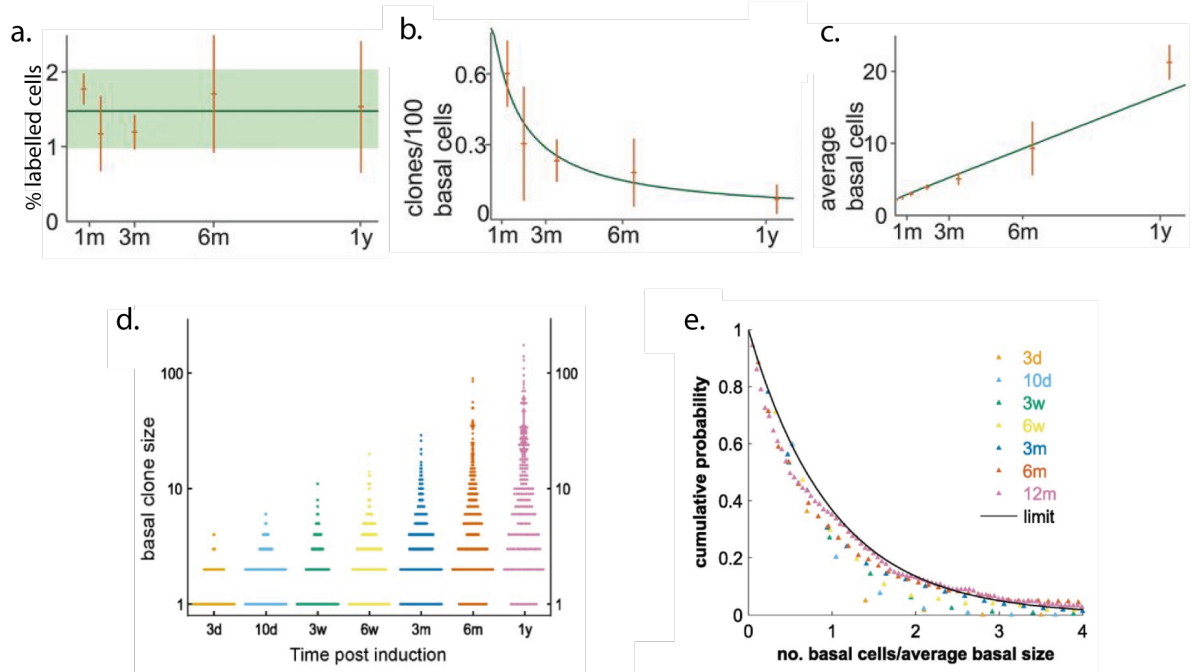 a.
% labelled cells
2
1
0
1m 3m 6m 1y
b.
clones/100
basal cells
0.6
0.3
0
1m 3m 6m 1y
c.
average
basal cells
20
10
0
1m 3m 6m 1y
d.
basal clone size
100 100
10 10
1 1
3d 10d 3w 6w 3m 6m 1y
Time post induction
e.
cumulative probability
1
0.8
0.6
0.4
0.2
0
3d
10d
3w
6w
3m
6m
12m
limit
0 1 2 3 4
no. basal cells/average basal size